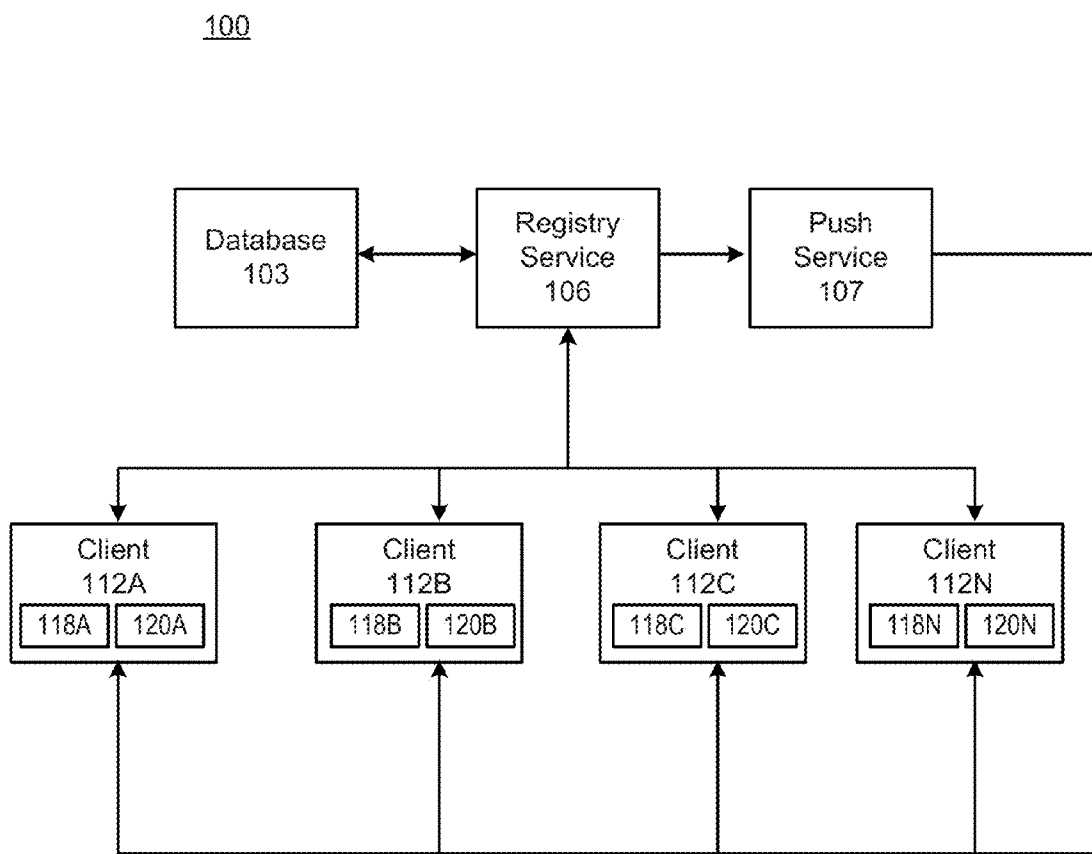 100
Database
103
Registry
Service
106
Push
Service
107
Client
112A
118A
120A
Client
112B
118B
120B
Client
112C
118C
120C
Client
112N
118N
120N